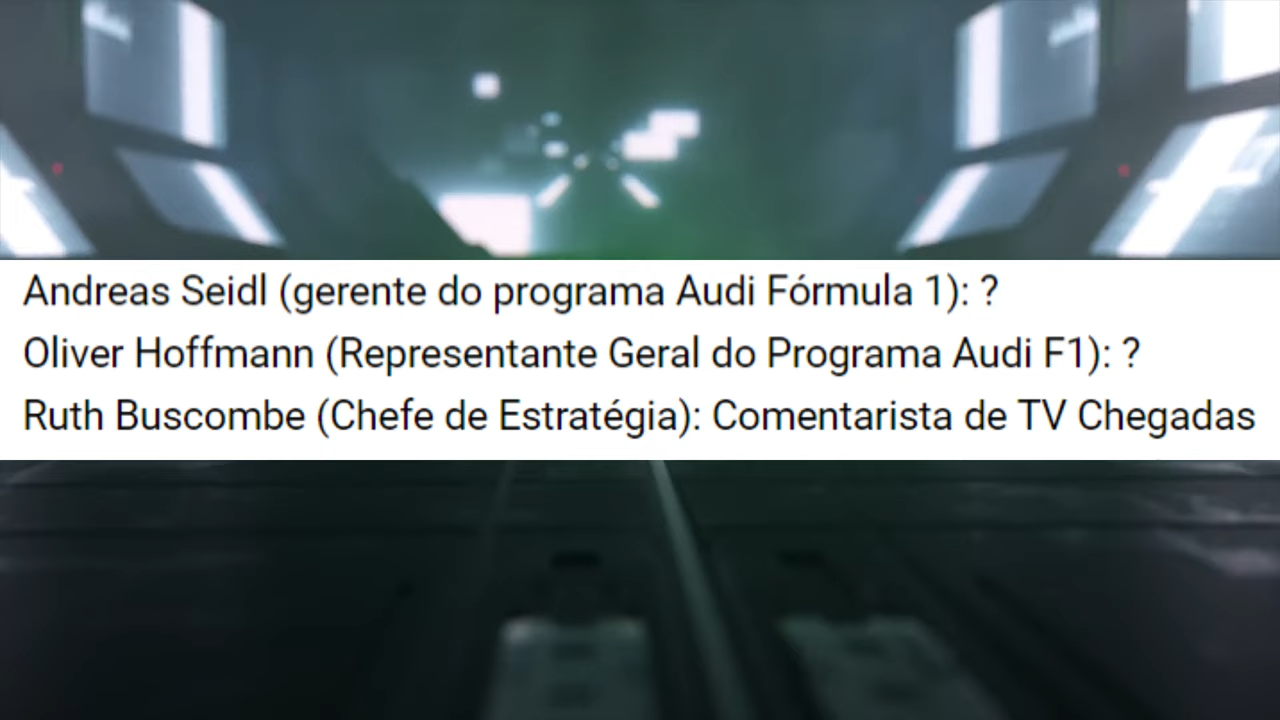 Andreas Seidl (gerente do programa Audi Fórmula 1): ?
Oliver Hoffmann (Representante Geral do Programa Audi F1): ?
Ruth Buscombe (Chefe de Estratégia): Comentarista de TV Chegadas